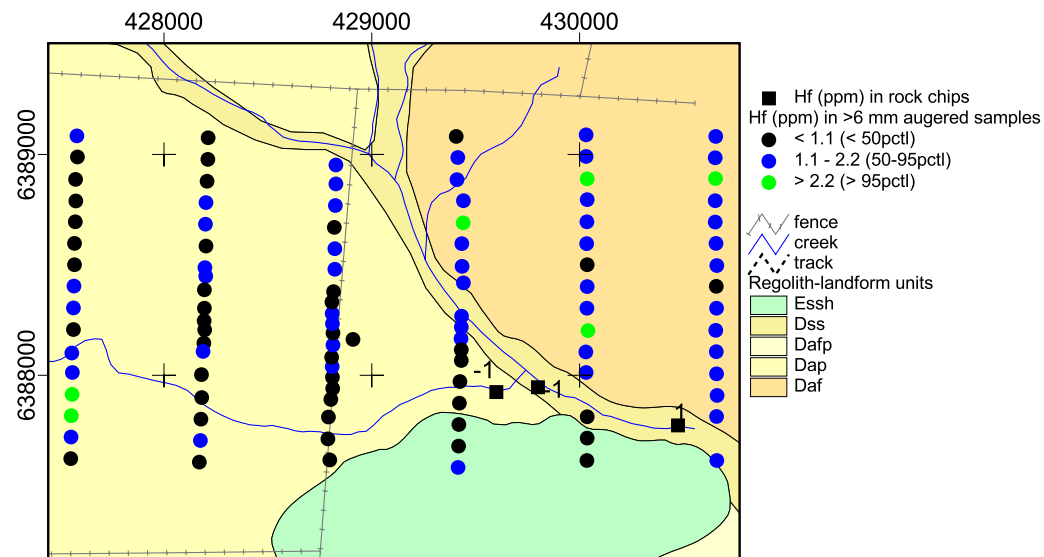 428000 429000 430000
6389000
6388000
-1
-1
1
Hf (ppm) in rock chips
Hf (ppm) in >6 mm augered samples
< 1.1 (< 50pctl)
1.1 - 2.2 (50-95pctl)
> 2.2 (> 95pctl)
fence
creek
track
Regolith-landform units
Essh
Dss
Dafp
Dap
Daf